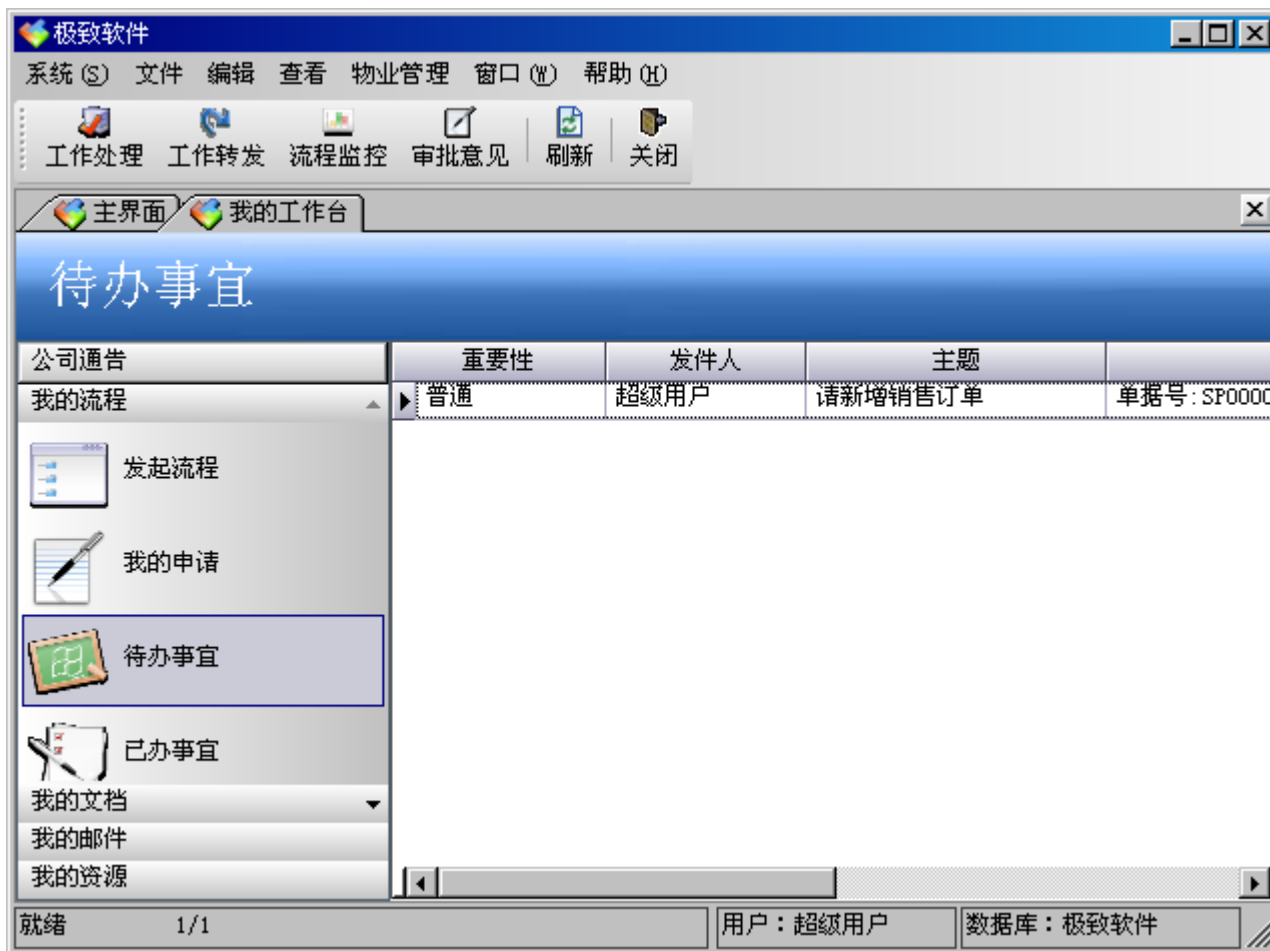 极致软件
系统(S) 文件 编辑 查看 物业管理 窗口(W) 帮助(H)
工作处理 工作转发 流程监控 审批意见 刷新 关闭
主界面 我的工作台
待办事宜
公司通告
我的流程
发起流程
我的申请
待办事宜
已办事宜
我的文档
我的邮件
我的资源
重要性 发件人 主题
普通 超级用户 请新增销售订单 单据号:SP0000
就绪 1/1 用户：超级用户 数据库：极致软件